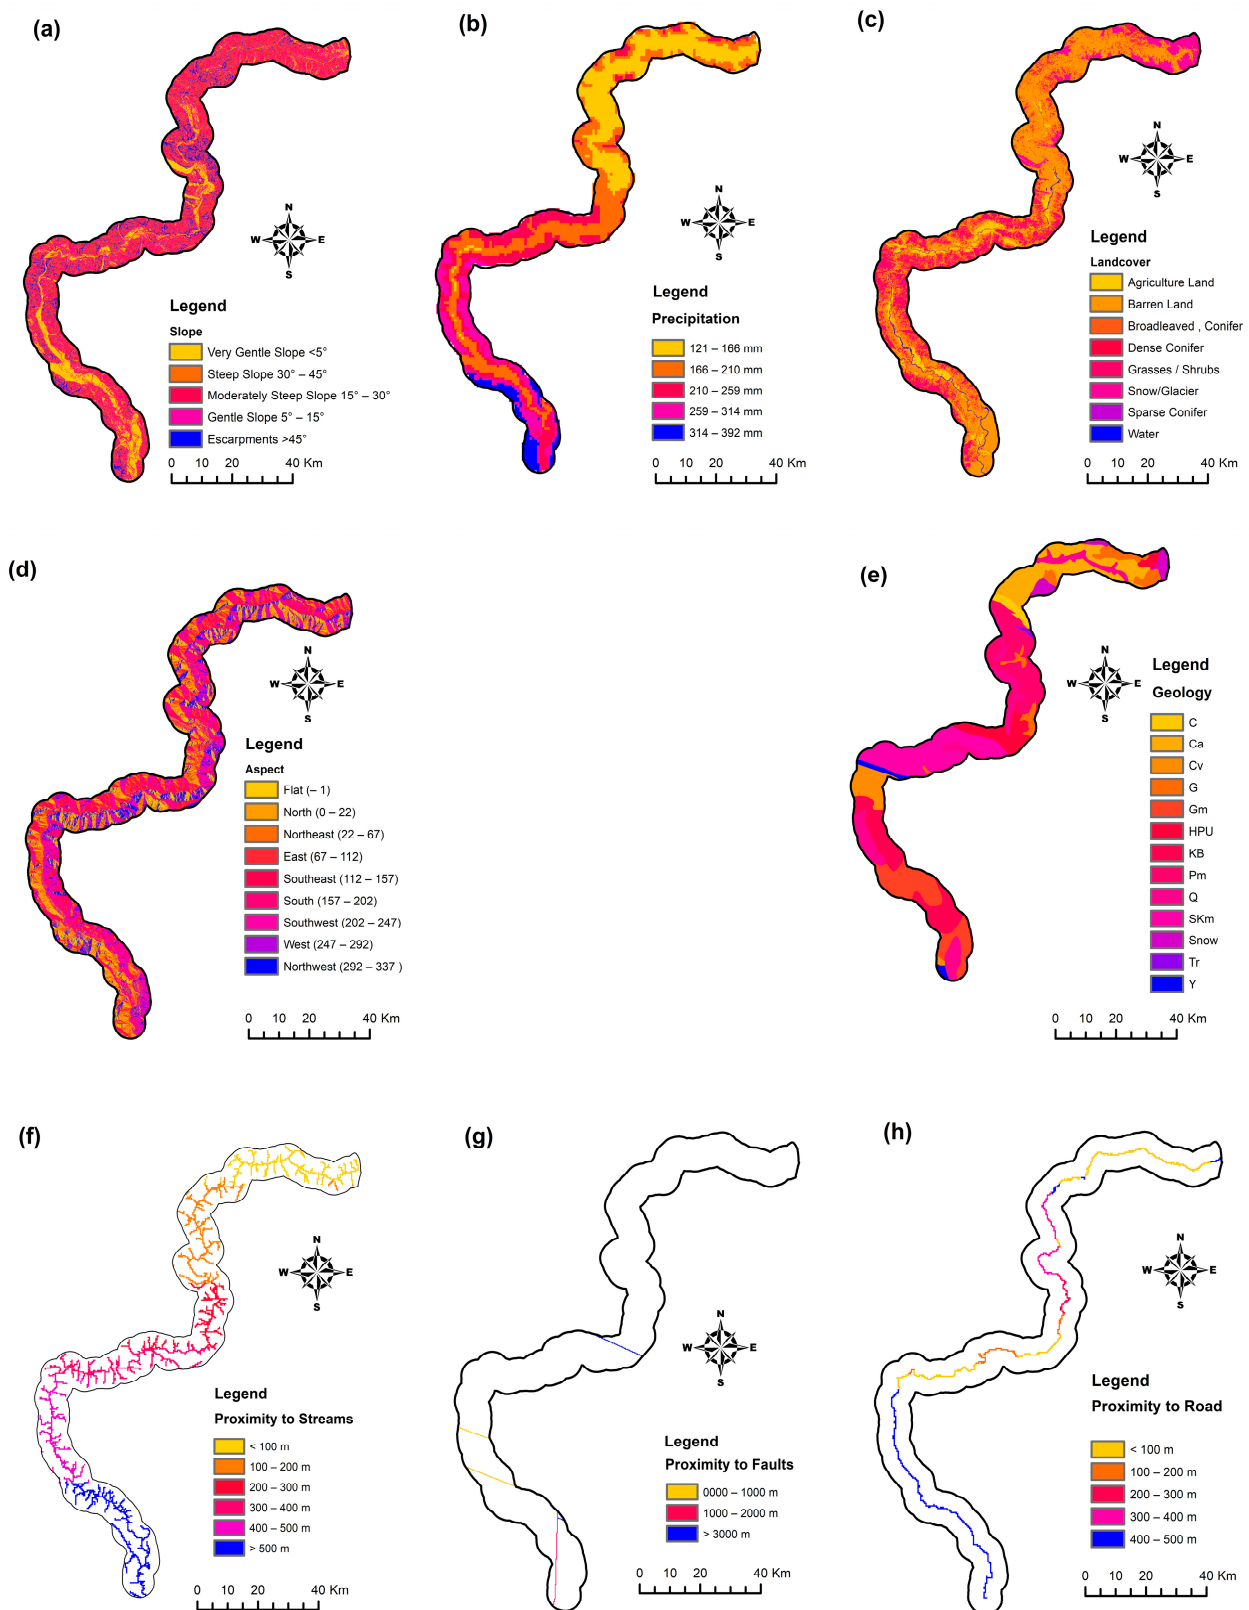 (a)
N
W E
S
Legend
Slope
Very Gentle Slope <5°
Steep Slope 30° – 45°
Moderately Steep Slope 15° – 30°
Gentle Slope 5° – 15°
Escarpments >45°
0 10 20 40 Km
(b)
N
W E
S
Legend
Precipitation
121 – 166 mm
166 – 210 mm
210 – 259 mm
259 – 314 mm
314 – 392 mm
0 10 20 40 Km
(c)
N
W E
S
Legend
Landcover
Agriculture Land
Barren Land
Broadleaved , Conifer
Dense Conifer
Grasses / Shrubs
Snow/Glacier
Sparse Conifer
Water
0 10 20 40 Km
(d)
N
W E
S
Legend
Aspect
Flat (– 1)
North (0 – 22)
Northeast (22 – 67)
East (67 – 112)
Southeast (112 – 157)
South (157 – 202)
Southwest (202 – 247)
West (247 – 292)
Northwest (292 – 337 )
0 10 20 40 Km
(e)
N
W E
S
Legend
Geology
C
Ca
Cv
G
Gm
HPU
KB
Pm
Q
SKm
Snow
Tr
Y
0 10 20 40 Km
(f)
N
W E
S
Legend
Proximity to Streams
< 100 m
100 – 200 m
200 – 300 m
300 – 400 m
400 – 500 m
> 500 m
0 10 20 40 Km
(g)
N
W E
S
Legend
Proximity to Faults
0000 – 1000 m
1000 – 2000 m
> 3000 m
0 10 20 40 Km
(h)
N
W E
S
Legend
Proximity to Road
< 100 m
100 – 200 m
200 – 300 m
300 – 400 m
400 – 500 m
0 10 20 40 Km